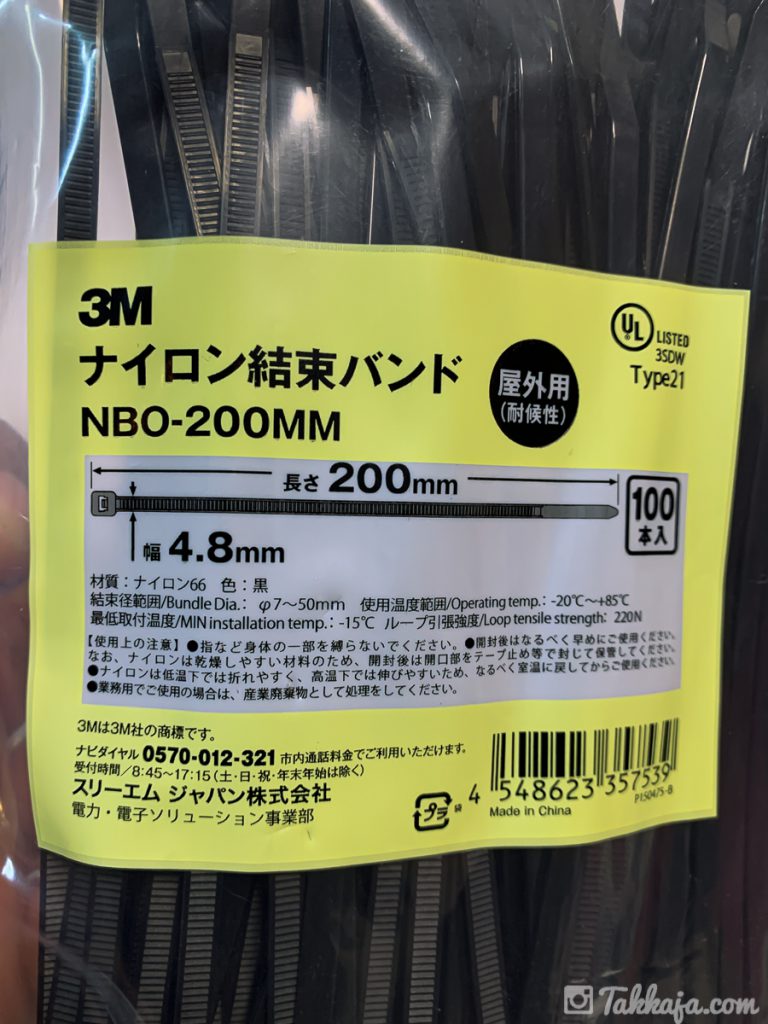 3M
ナイロン結束バンド
NBO-200MM
屋外用
(耐候性)
UL
LISTED
3SDW
Type21
長さ 200mm
幅 4.8mm
100
本入
材質：ナイロン66 色：黒
結束径範囲/Bundle Dia.： φ7～50mm 使用温度範囲/Operating temp.：-20℃～+85℃
最低取付温度/MIN installation temp.：-15℃ ループ引張強度/Loop tensile strength：220N
【使用上の注意】●指など身体の一部を縛らないでください。●開封後はなるべく早めにご使用ください。
なお、ナイロンは乾燥しやすい材料のため、開封後は開口部をテープ止め等で封じて保管してください。
●ナイロンは低温下では折れやすく、高温下では伸びやすいため、なるべく室温に戻してからご使用ください。
●業務用でご使用の場合は、産業廃棄物として処理をしてください。
3Mは3M社の商標です。
ナビダイヤル 0570-012-321 市内通話料金でご利用いただけます。
受付時間／8:45～17:15（土・日・祝・年末年始は除く）
スリーエム ジャパン株式会社
電力・電子ソリューション事業部
プラ
袋
4 548623 357539
Made in China
P15047S-B
Takkaja.com